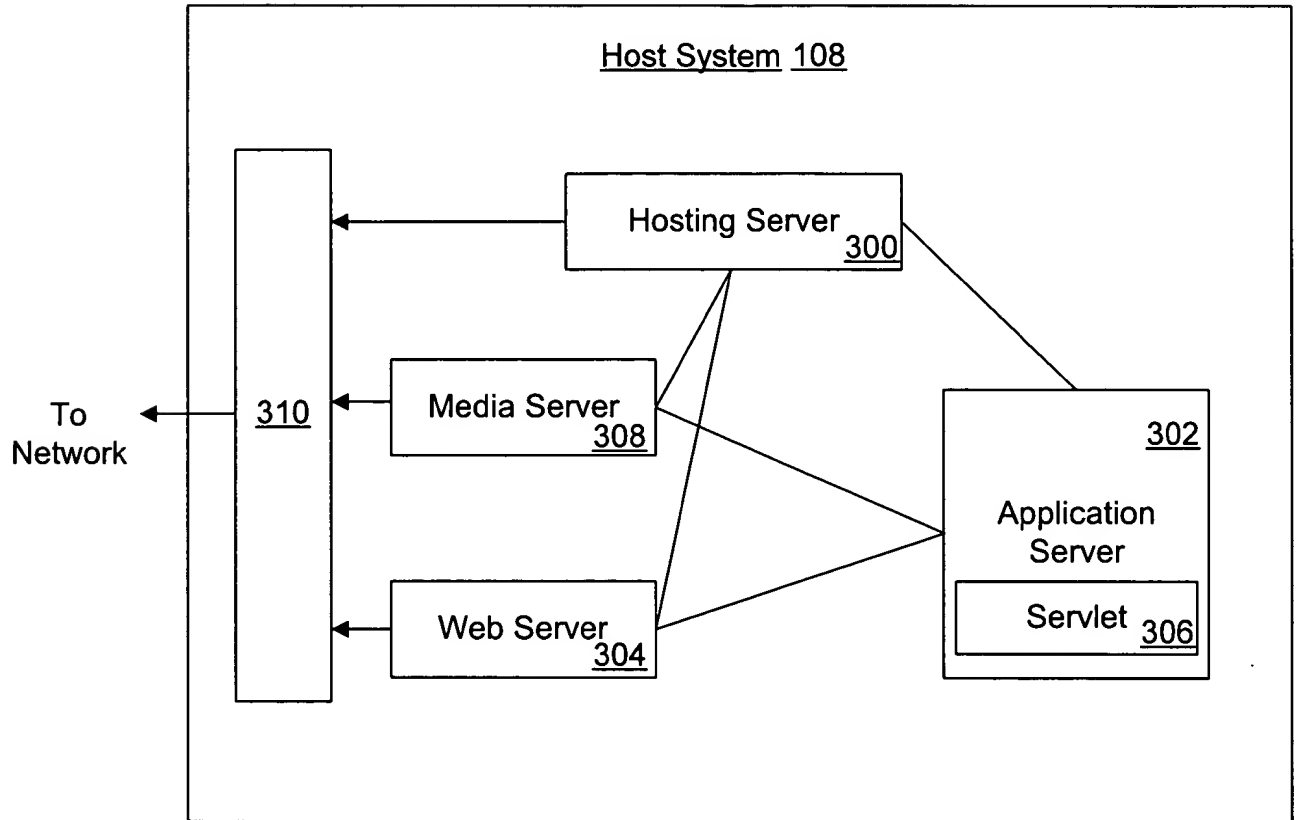 Host System 108
Hosting Server
300
310
Media Server
308
To
Network
302
Application
Server
Servlet
306
Web Server
304